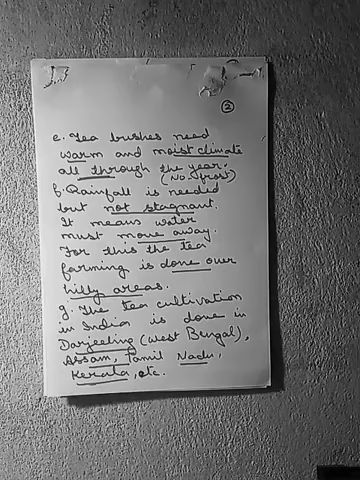 ②
e. Tea bushes need
warm and moist climate
all through the year.
(No-frost)
f. Rainfall is needed
but not stagnant.
It means water
must move away.
For this the tea
farming is done over
hilly areas.
g. The tea cultivation
in India is done in
Darjeeling (West Bengal),
Assam, Tamil Nadu,
Kerala, etc.